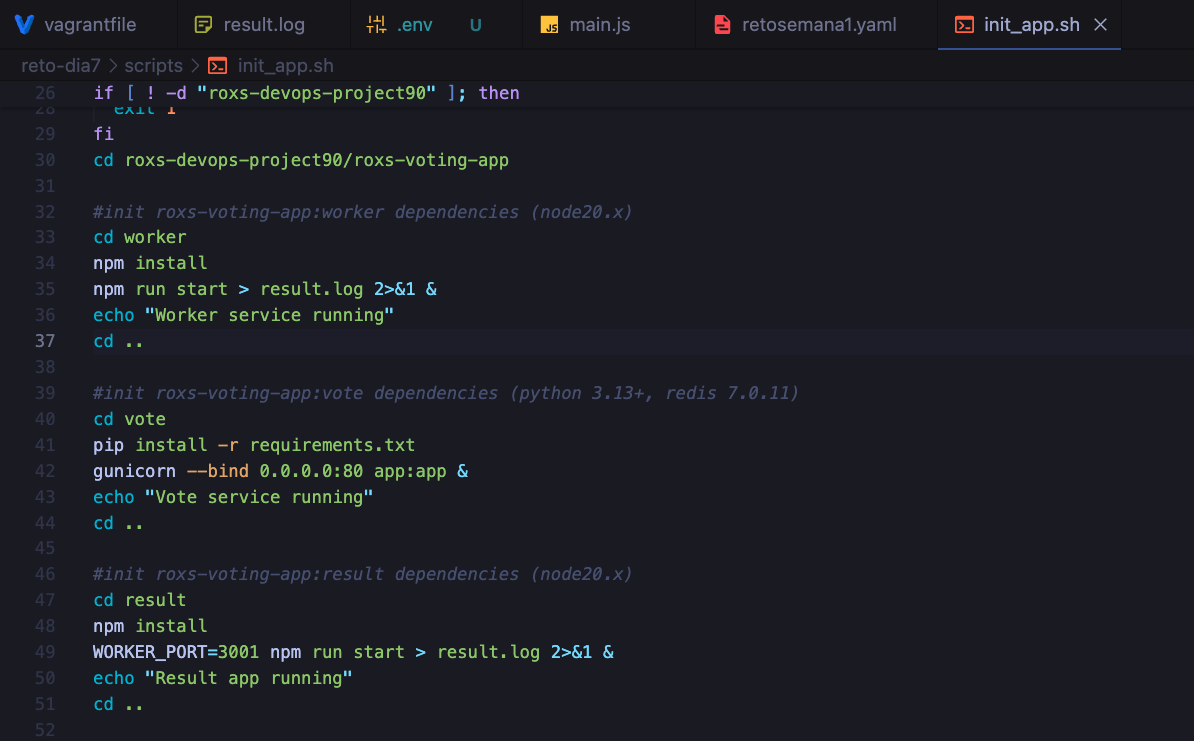 vagrantfile result.log .env U main.js retosemana1.yaml init_app.sh
reto-dia7 > scripts > init_app.sh
26 if [ ! -d "roxs-devops-project90" ]; then
28 exit 1
29 fi
30 cd roxs-devops-project90/roxs-voting-app
31
32 #init roxs-voting-app:worker dependencies (node20.x)
33 cd worker
34 npm install
35 npm run start > result.log 2>&1 &
36 echo "Worker service running"
37 cd ..
38
39 #init roxs-voting-app:vote dependencies (python 3.13+, redis 7.0.11)
40 cd vote
41 pip install -r requirements.txt
42 gunicorn --bind 0.0.0.0:80 app:app &
43 echo "Vote service running"
44 cd ..
45
46 #init roxs-voting-app:result dependencies (node20.x)
47 cd result
48 npm install
49 WORKER_PORT=3001 npm run start > result.log 2>&1 &
50 echo "Result app running"
51 cd ..
52